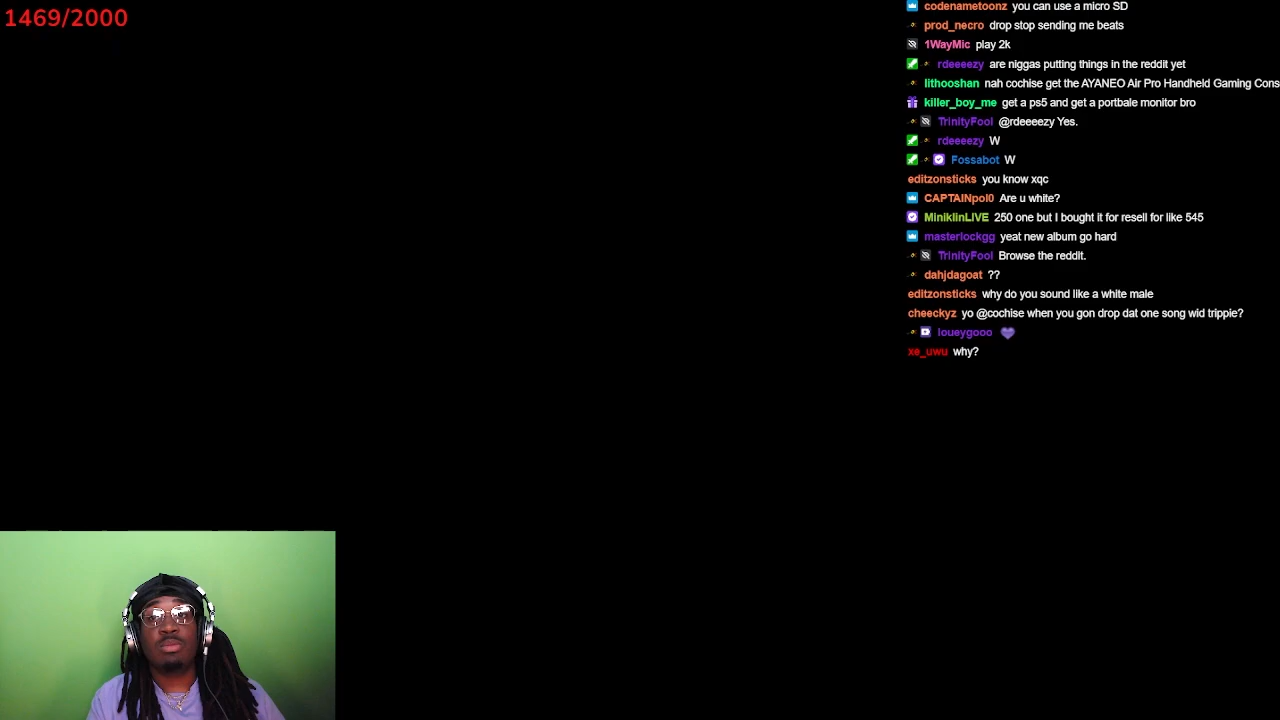 1469/2000
codenametoonz you can use a micro SD
prod_necro drop stop sending me beats
1WayMic play 2k
rdeeeezy are niggas putting things in the reddit yet
lithooshan nah cochise get the AYANEO Air Pro Handheld Gaming Cons
killer_boy_me get a ps5 and get a portbale monitor bro
TrinityFool @rdeeeezy Yes.
rdeeeezy W
Fossabot W
editzonsticks you know xqc
CAPTAINpol0 Are u white?
MiniklinLIVE 250 one but I bought it for resell for like 545
masterlockgg yeat new album go hard
TrinityFool Browse the reddit.
dahjdagoat ??
editzonsticks why do you sound like a white male
cheeckyz yo @cochise when you gon drop dat one song wid trippie?
loueygooo
xe_uwu why?